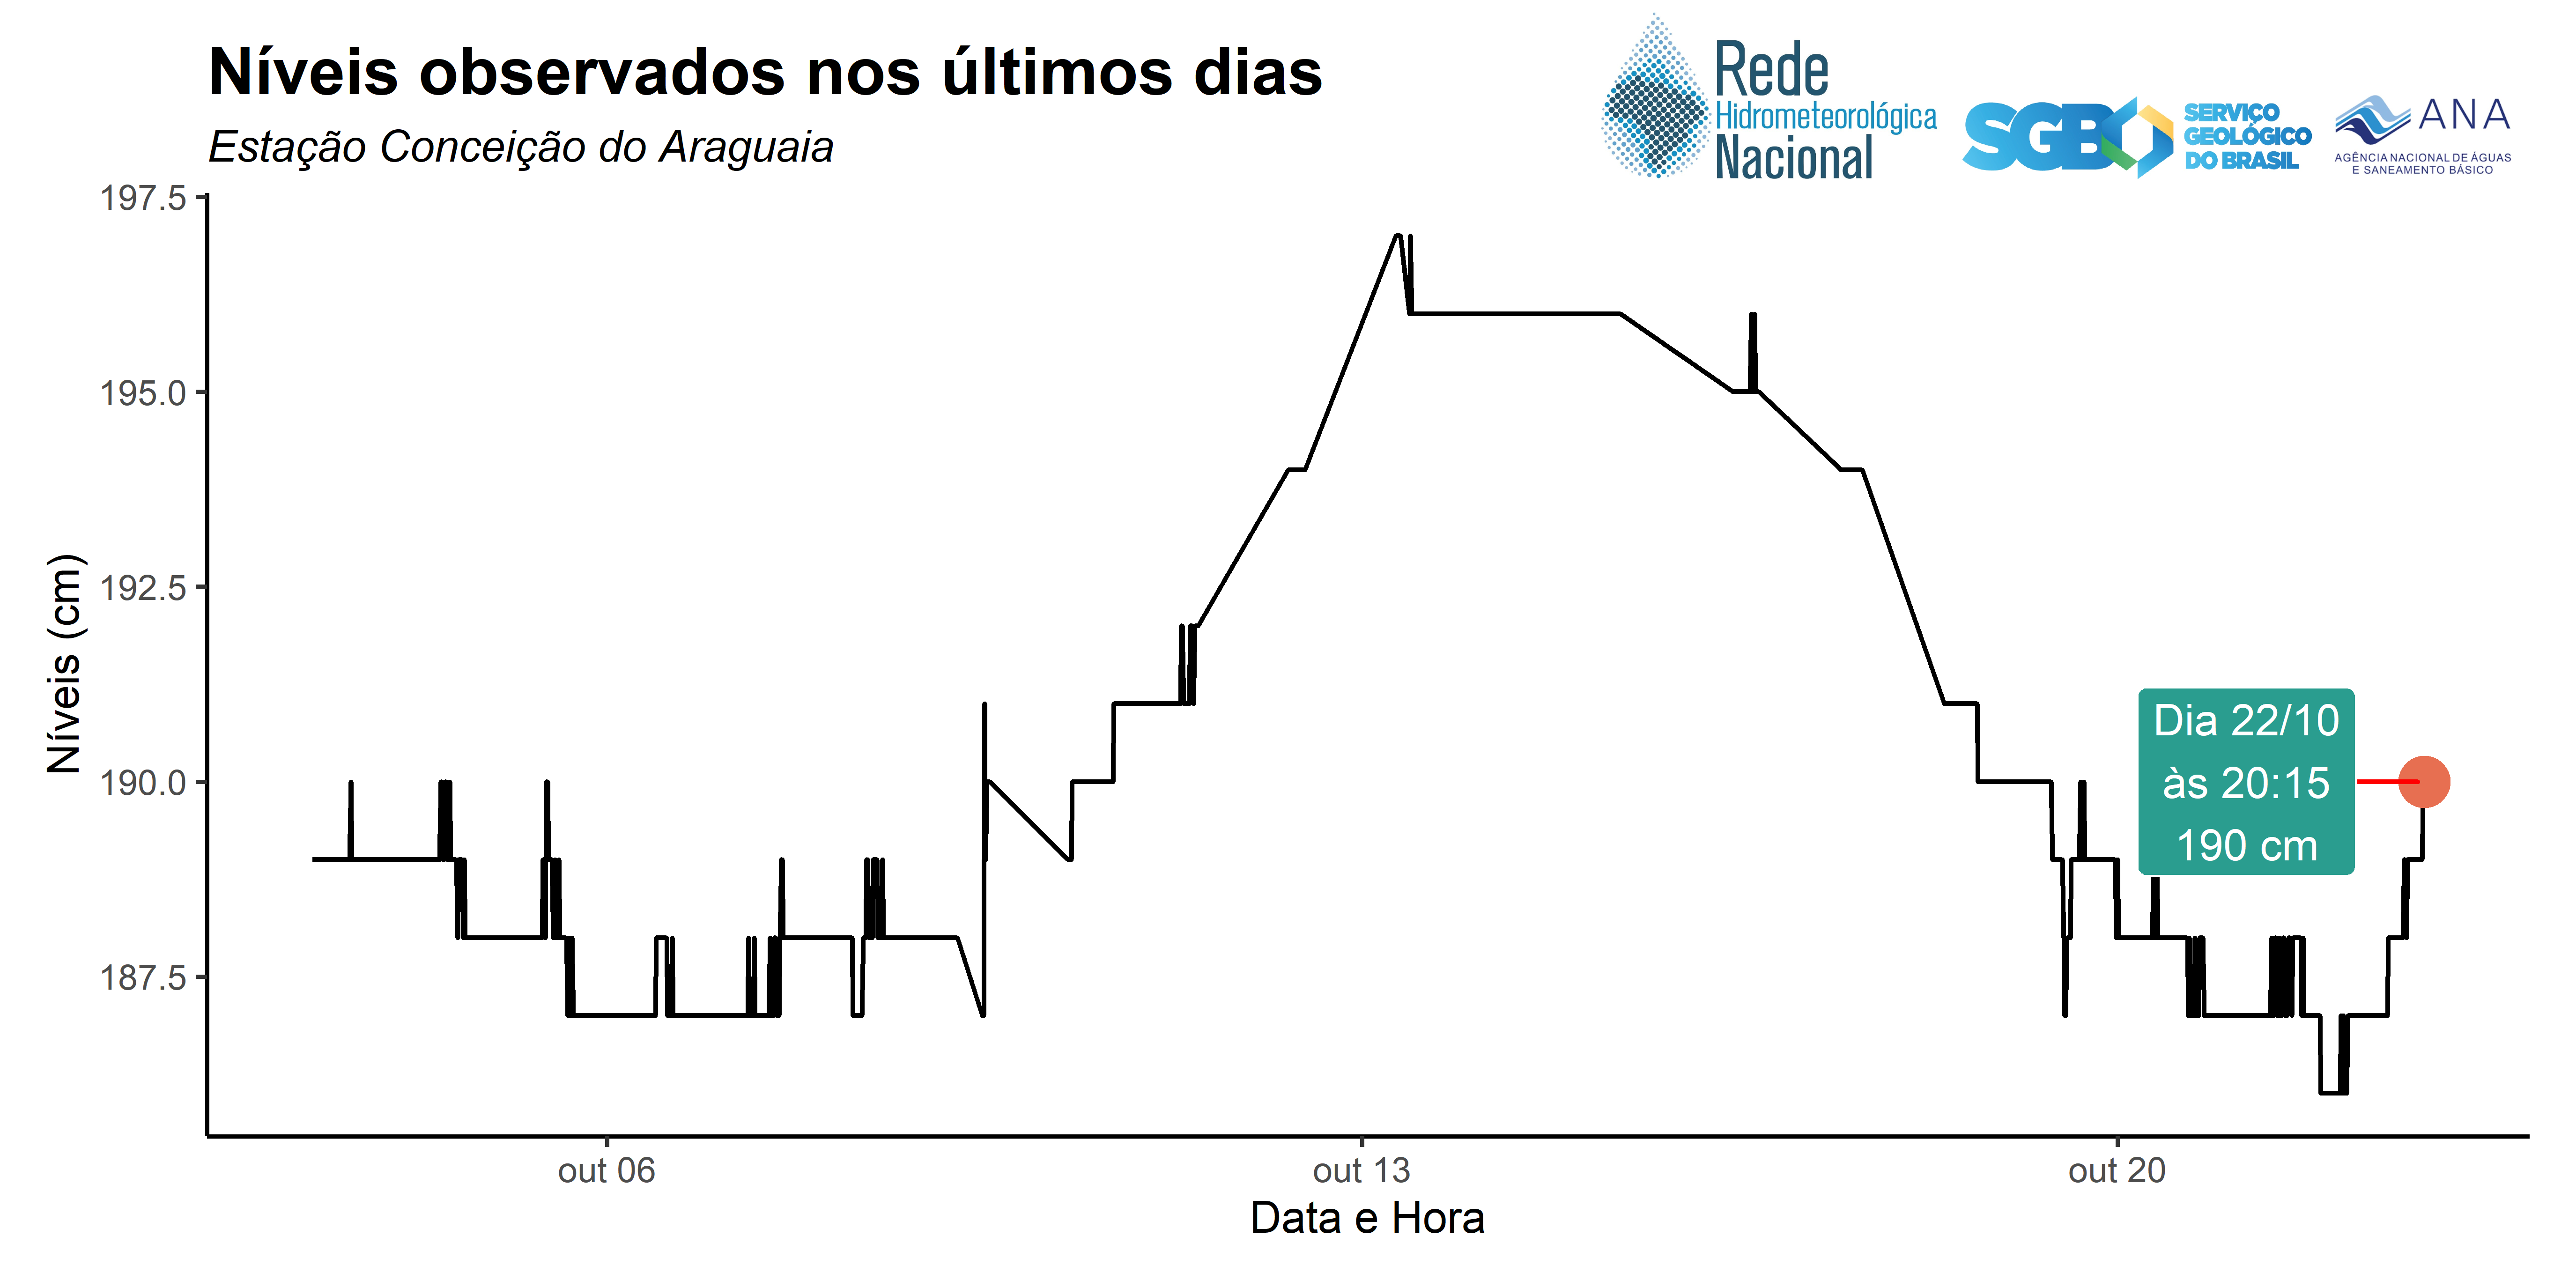 Níveis observados nos últimos dias
Estação Conceição do Araguaia
Rede
Hidrometeorológica
Nacional
SGB
SERVIÇO
GEOLÓGICO
DO BRASIL
ANA
AGÊNCIA NACIONAL DE ÁGUAS
E SANEAMENTO BÁSICO
Níveis (cm)
197.5
195.0
192.5
190.0
187.5
Dia 22/10
às 20:15
190 cm
out 06
out 13
out 20
Data e Hora